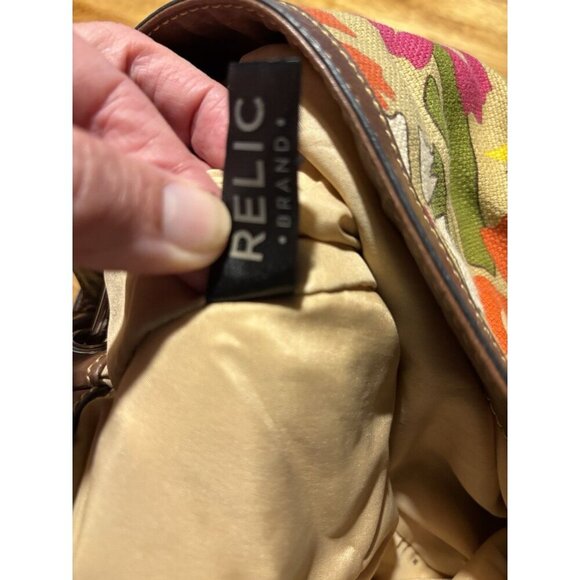 RELIC
• BRAND •